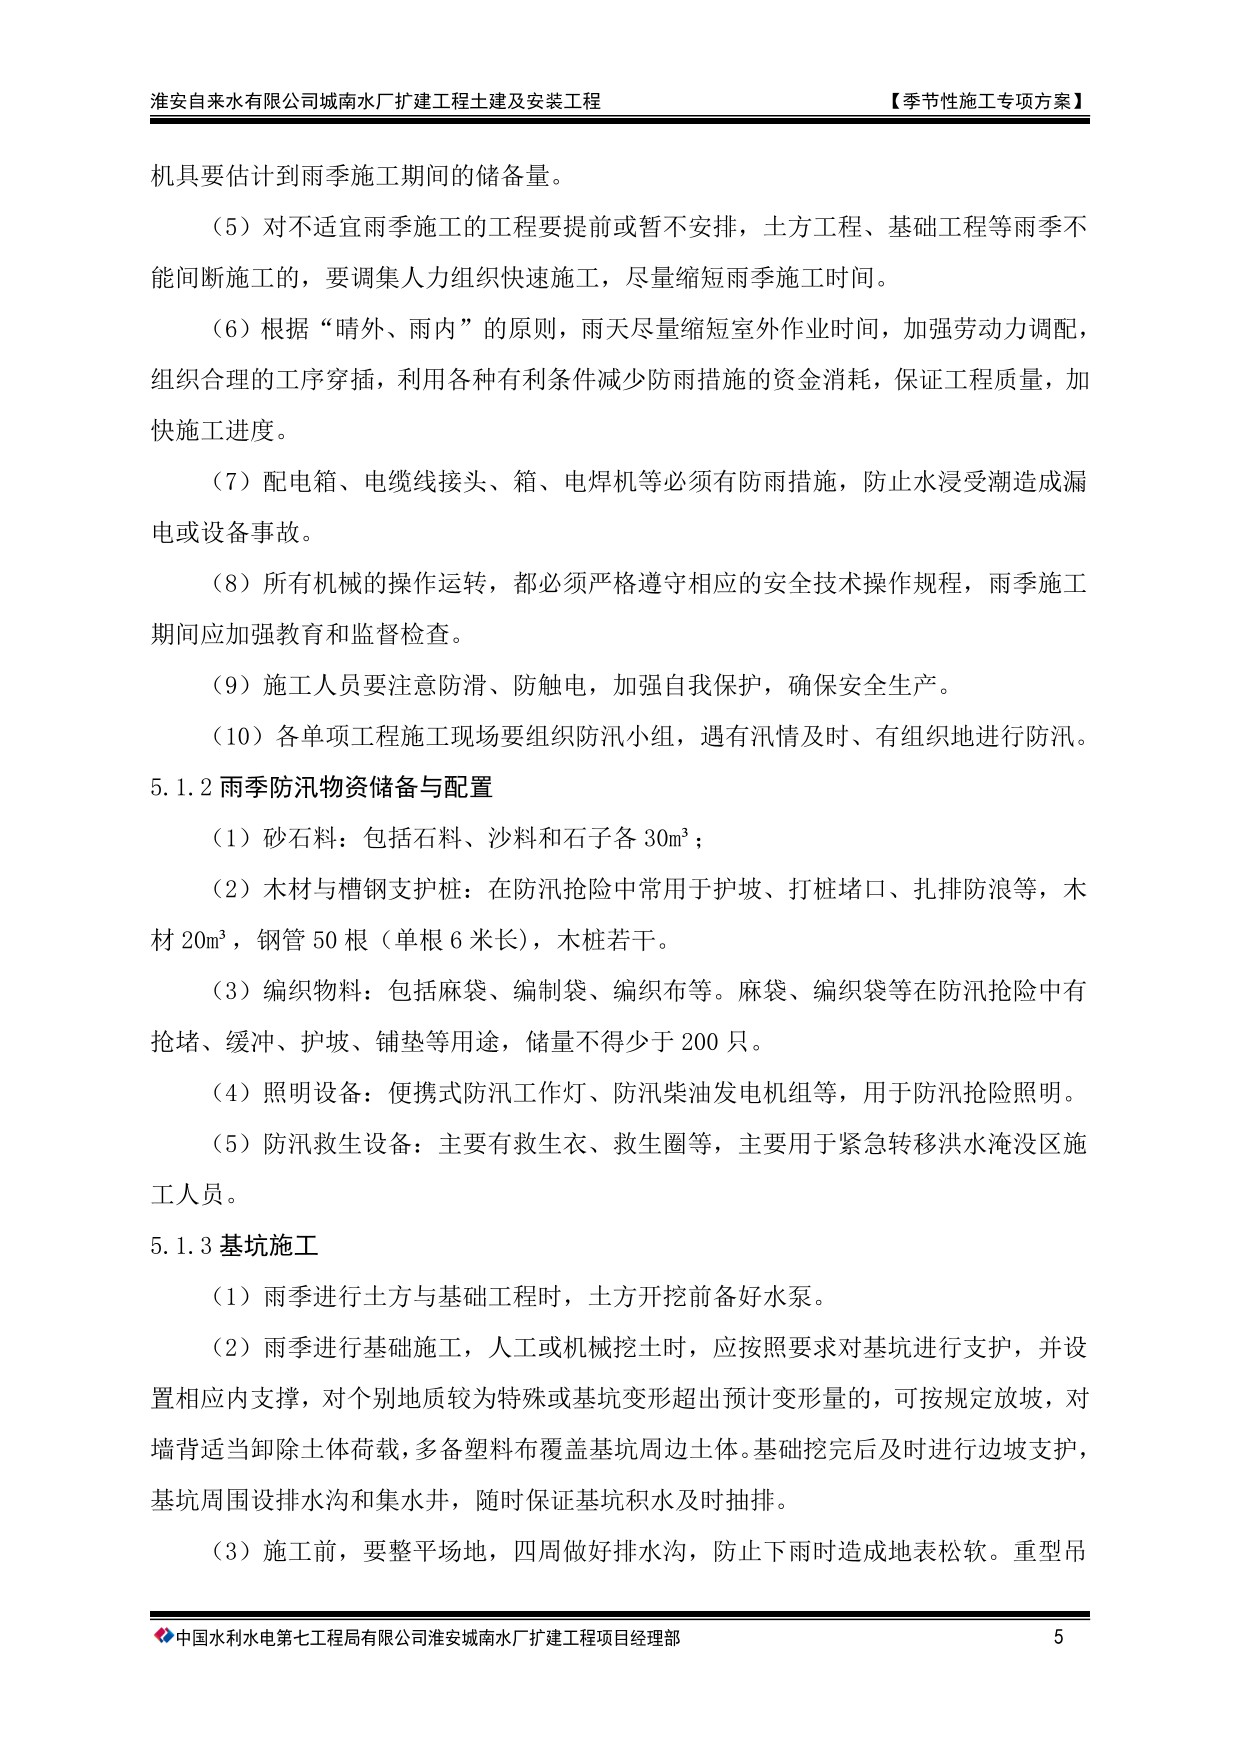 淮安自来水有限公司城南水厂扩建工程土建及安装工程 【季节性施工专项方案】
机具要估计到雨季施工期间的储备量。
（5）对不适宜雨季施工的工程要提前或暂不安排，土方工程、基础工程等雨季不
能间断施工的，要调集人力组织快速施工，尽量缩短雨季施工时间。
（6）根据“晴外、雨内”的原则，雨天尽量缩短室外作业时间，加强劳动力调配，
组织合理的工序穿插，利用各种有利条件减少防雨措施的资金消耗，保证工程质量，加
快施工进度。
（7）配电箱、电缆线接头、箱、电焊机等必须有防雨措施，防止水浸受潮造成漏
电或设备事故。
（8）所有机械的操作运转，都必须严格遵守相应的安全技术操作规程，雨季施工
期间应加强教育和监督检查。
（9）施工人员要注意防滑、防触电，加强自我保护，确保安全生产。
（10）各单项工程施工现场要组织防汛小组，遇有汛情及时、有组织地进行防汛。
5.1.2 雨季防汛物资储备与配置
（1）砂石料：包括石料、沙料和石子各 30m³；
（2）木材与槽钢支护桩：在防汛抢险中常用于护坡、打桩堵口、扎排防浪等，木
材 20m³，钢管 50 根（单根 6 米长），木桩若干。
（3）编织物料：包括麻袋、编制袋、编织布等。麻袋、编织袋等在防汛抢险中有
抢堵、缓冲、护坡、铺垫等用途，储量不得少于 200 只。
（4）照明设备：便携式防汛工作灯、防汛柴油发电机组等，用于防汛抢险照明。
（5）防汛救生设备：主要有救生衣、救生圈等，主要用于紧急转移洪水淹没区施
工人员。
5.1.3 基坑施工
（1）雨季进行土方与基础工程时，土方开挖前备好水泵。
（2）雨季进行基础施工，人工或机械挖土时，应按照要求对基坑进行支护，并设
置相应内支撑，对个别地质较为特殊或基坑变形超出预计变形量的，可按规定放坡，对
墙背适当卸除土体荷载，多备塑料布覆盖基坑周边土体。基础挖完后及时进行边坡支护，
基坑周围设排水沟和集水井，随时保证基坑积水及时抽排。
（3）施工前，要整平场地，四周做好排水沟，防止下雨时造成地表松软。重型吊
中国水利水电第七工程局有限公司淮安城南水厂扩建工程项目经理部 5